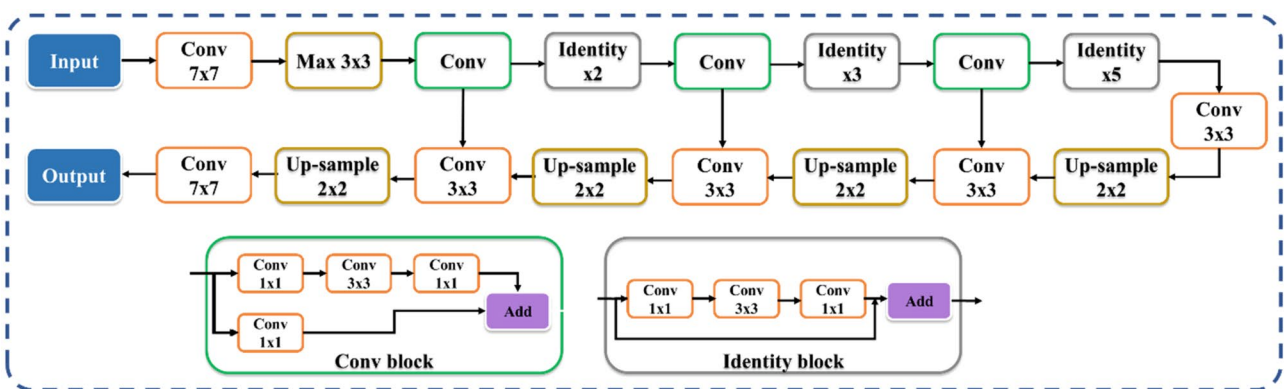 Input
Conv
7x7
Max 3x3
Conv
Identity
x2
Conv
Identity
x3
Conv
Identity
x5
Conv
3x3
Output
Conv
7x7
Up-sample
2x2
Conv
3x3
Up-sample
2x2
Conv
3x3
Up-sample
2x2
Conv
3x3
Up-sample
2x2
Conv
1x1
Conv
3x3
Conv
1x1
Conv
1x1
Add
Conv block
Conv
1x1
Conv
3x3
Conv
1x1
Add
Identity block